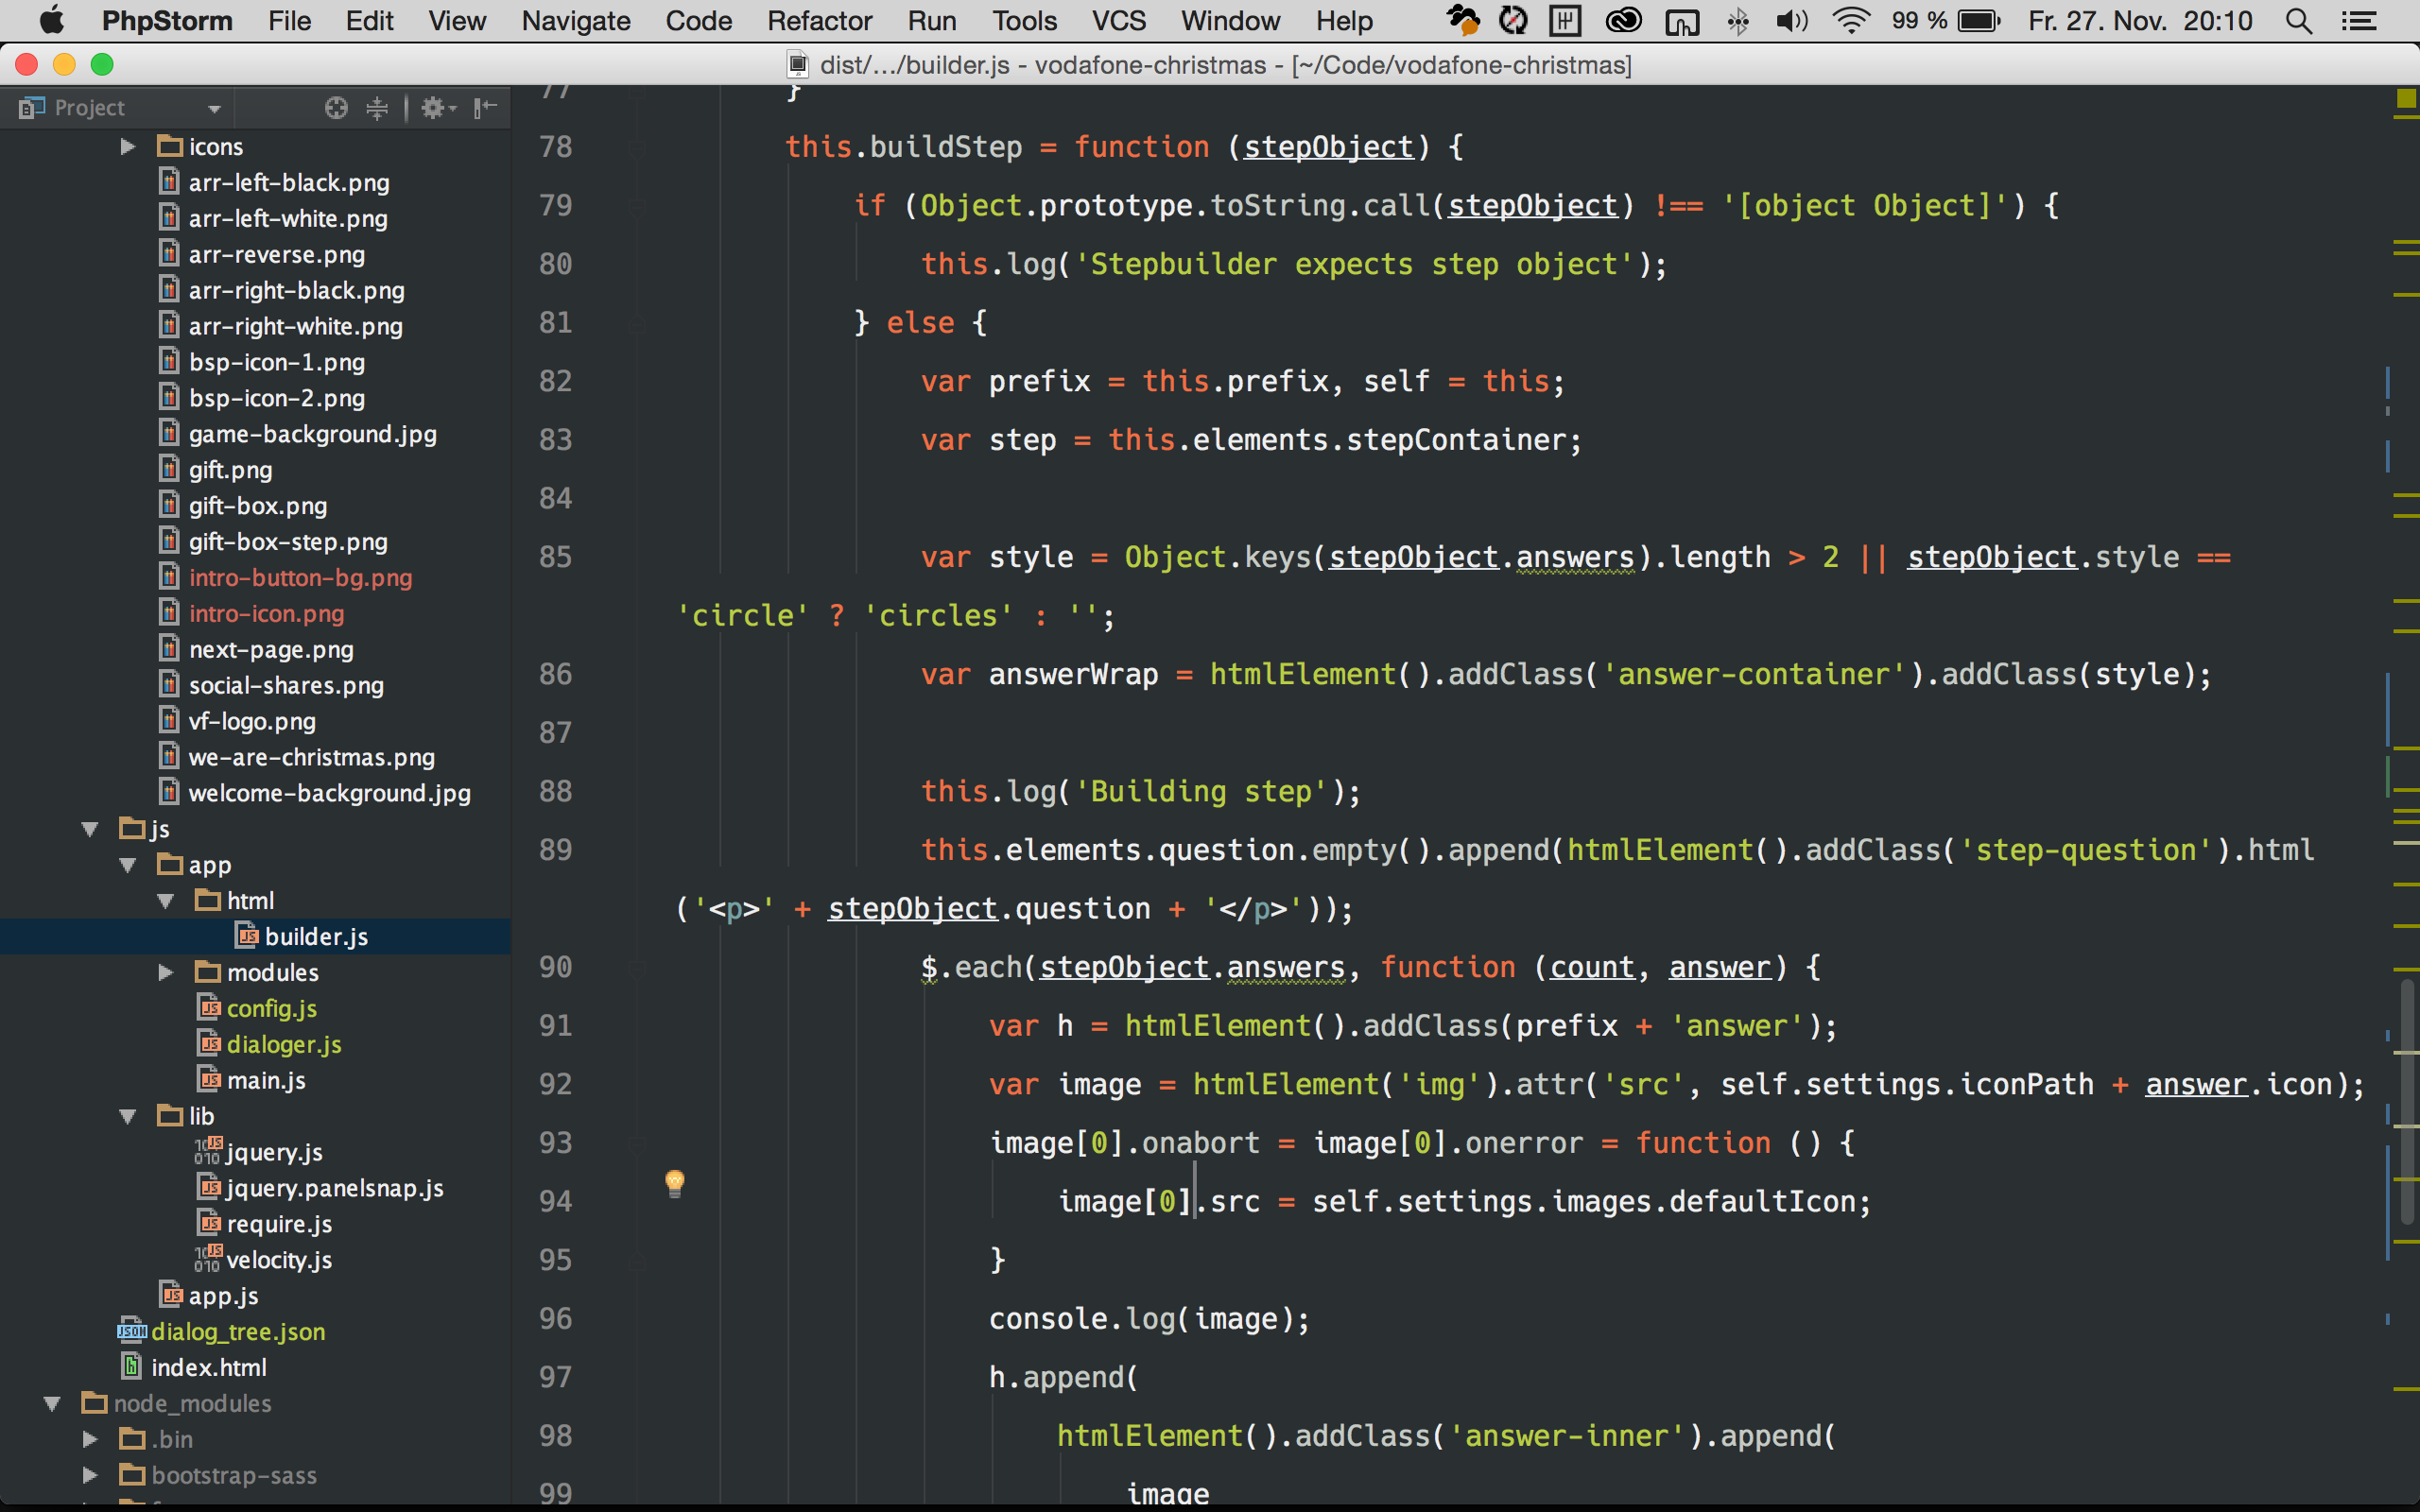 PhpStorm File Edit View Navigate Code Refactor Run Tools VCS Window Help 99 % Fr. 27. Nov. 20:10
dist/.../builder.js - vodafone-christmas - [~/Code/vodafone-christmas]
Project
icons
arr-left-black.png
arr-left-white.png
arr-reverse.png
arr-right-black.png
arr-right-white.png
bsp-icon-1.png
bsp-icon-2.png
game-background.jpg
gift.png
gift-box.png
gift-box-step.png
intro-button-bg.png
intro-icon.png
next-page.png
social-shares.png
vf-logo.png
we-are-christmas.png
welcome-background.jpg
js
app
html
builder.js
modules
config.js
dialoger.js
main.js
lib
jquery.js
jquery.panelsnap.js
require.js
velocity.js
app.js
dialog_tree.json
index.html
node_modules
.bin
bootstrap-sass
77 }
78 this.buildStep = function (stepObject) {
79 if (Object.prototype.toString.call(stepObject) !== '[object Object]') {
80 this.log('Stepbuilder expects step object');
81 } else {
82 var prefix = this.prefix, self = this;
83 var step = this.elements.stepContainer;
84
85 var style = Object.keys(stepObject.answers).length > 2 || stepObject.style ==
'circle' ? 'circles' : '';
86 var answerWrap = htmlElement().addClass('answer-container').addClass(style);
87
88 this.log('Building step');
89 this.elements.question.empty().append(htmlElement().addClass('step-question').html
('<p>' + stepObject.question + '</p>'));
90 $.each(stepObject.answers, function (count, answer) {
91 var h = htmlElement().addClass(prefix + 'answer');
92 var image = htmlElement('img').attr('src', self.settings.iconPath + answer.icon);
93 image[0].onabort = image[0].onerror = function () {
94 image[0].src = self.settings.images.defaultIcon;
95 }
96 console.log(image);
97 h.append(
98 htmlElement().addClass('answer-inner').append(
99 image